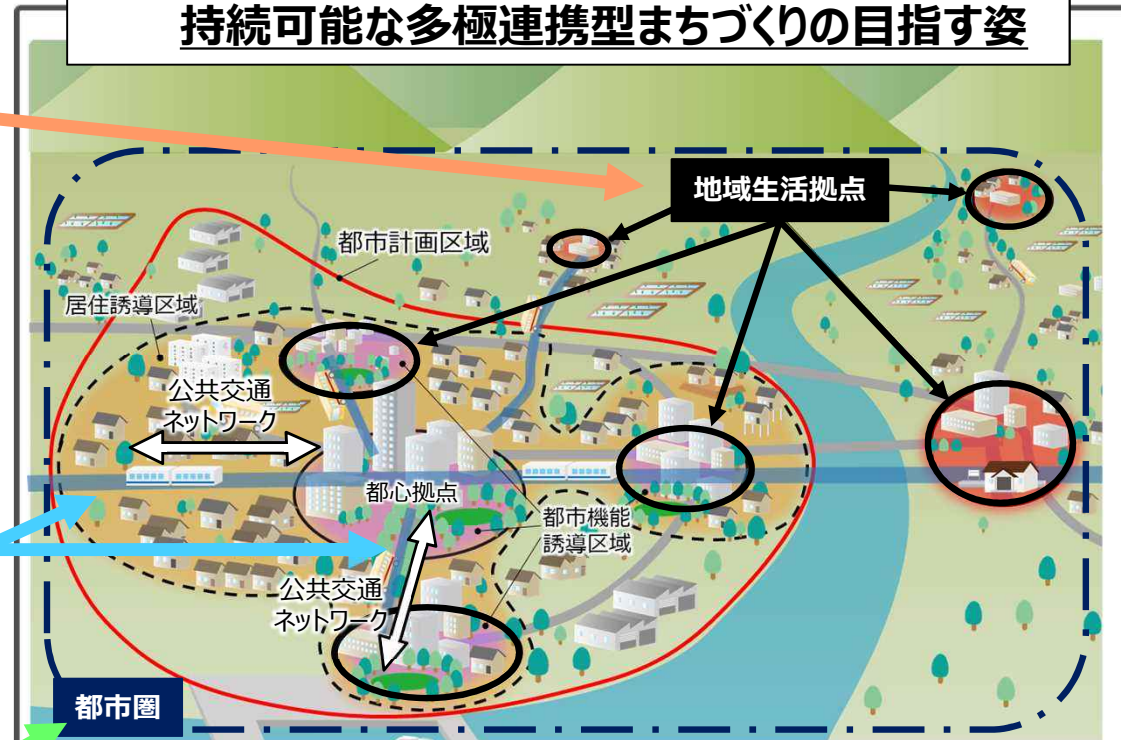 持続可能な多極連携型まちづくりの目指す姿
地域生活拠点
都市計画区域
居住誘導区域
公共交通
ネットワーク
都心拠点
都市機能
誘導区域
公共交通
ネットワーク
都市圏